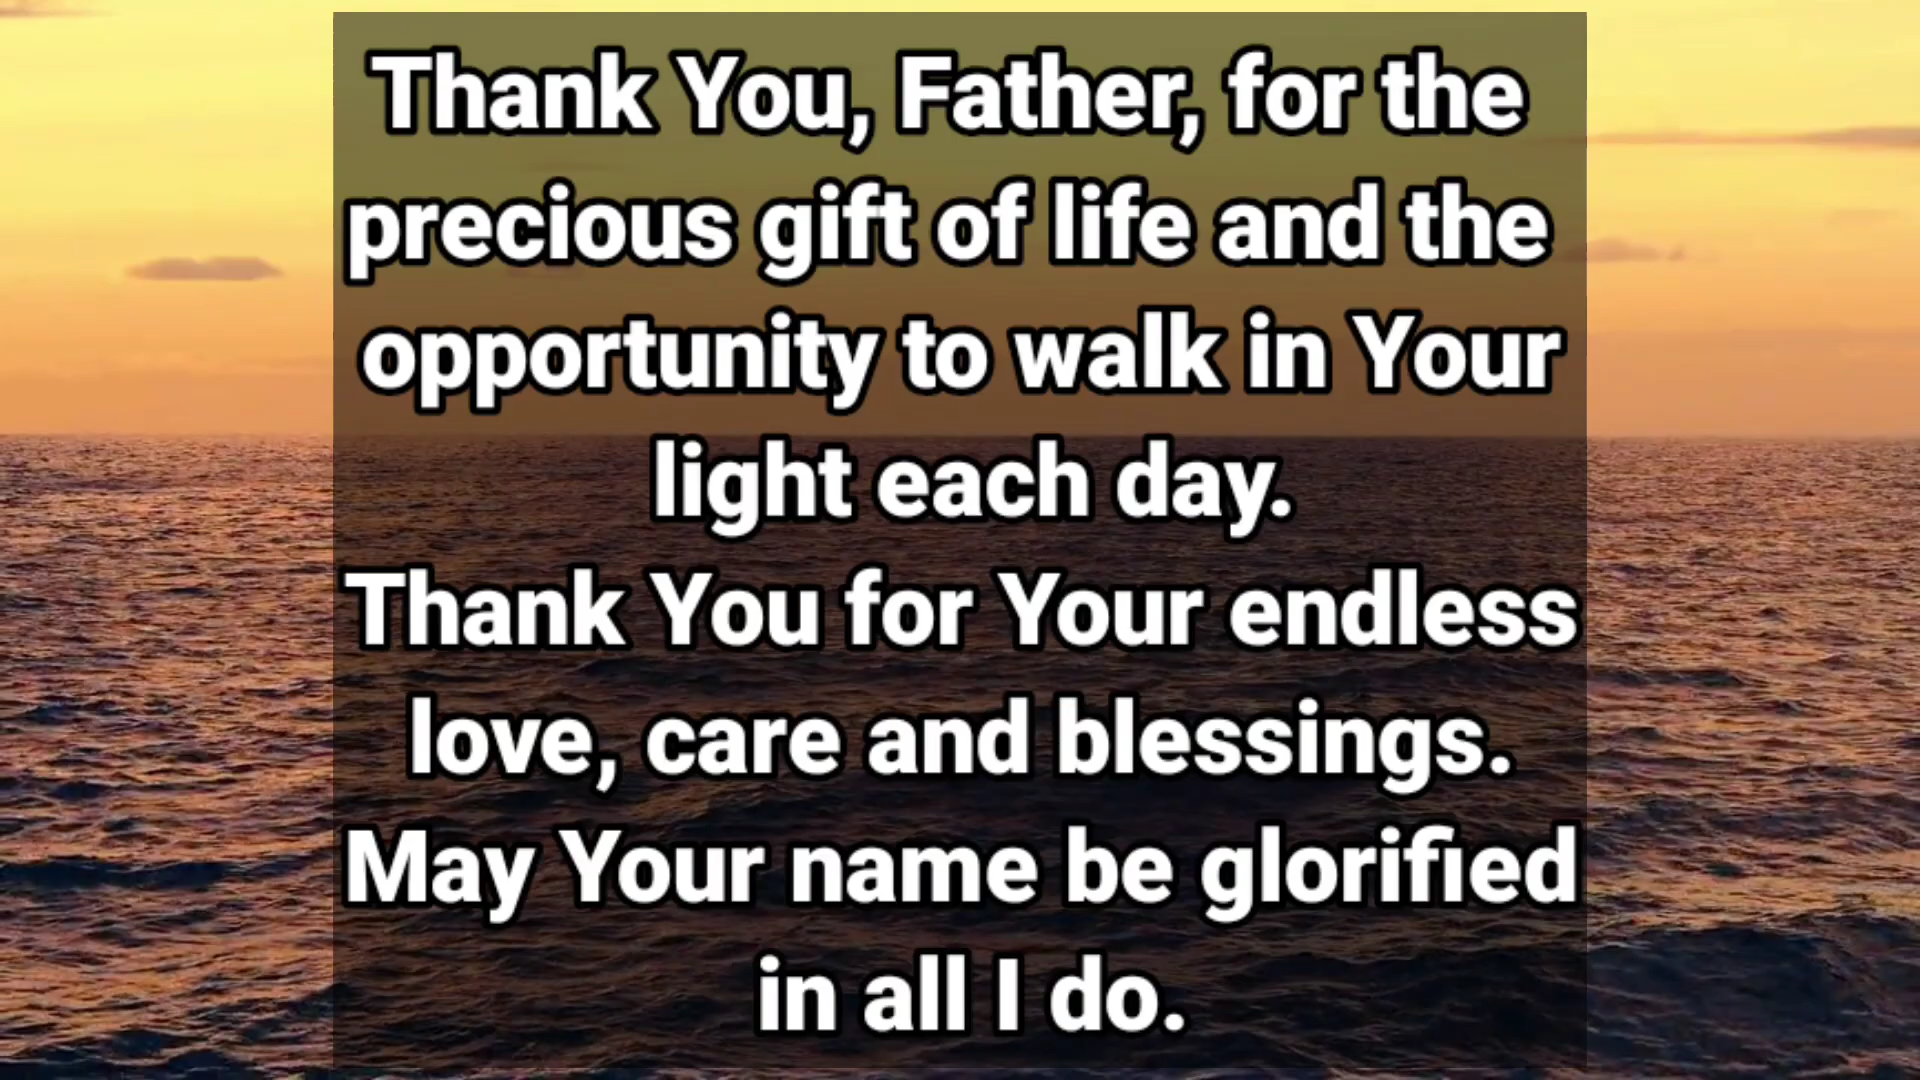 Thank You, Father, for the
precious gift of life and the
opportunity to walk in Your
light each day.
Thank You for Your endless
love, care and blessings.
May Your name be glorified
in all I do.